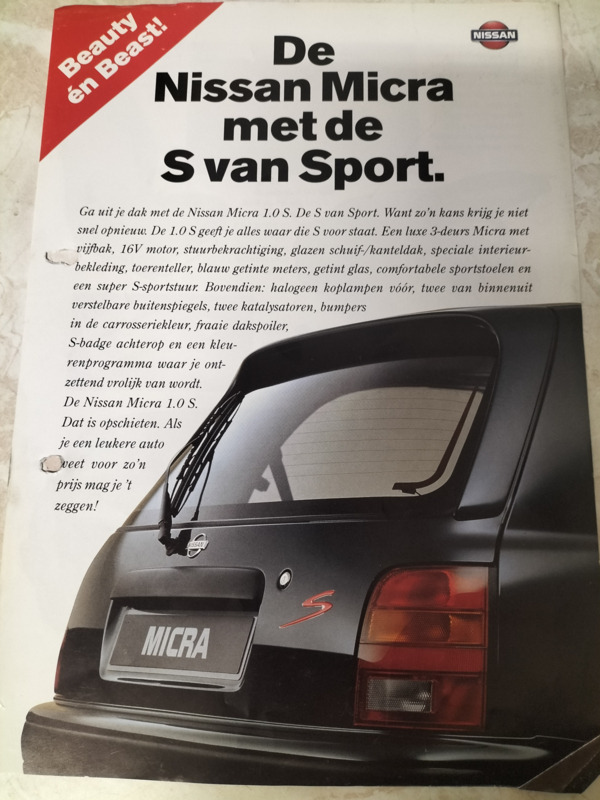 Beauty
én Beast!
NISSAN
De
Nissan Micra
met de
S van Sport.
Ga uit je dak met de Nissan Micra 1.0 S. De S van Sport. Want zo'n kans krijg je niet
snel opnieuw. De 1.0 S geeft je alles waar die S voor staat. Een luxe 3-deurs Micra met
vijfbak, 16V motor, stuurbekrachtiging, glazen schuif-/kanteldak, speciale interieur-
bekleding, toerenteller, blauw getinte meters, getint glas, comfortabele sportstoelen en
een super S-sportstuur. Bovendien: halogeen koplampen vóór, twee van binnenuit
verstelbare buitenspiegels, twee katalysatoren, bumpers
in de carrosseriekleur, fraaie dakspoiler,
S-badge achterop en een kleu-
renprogramma waar je ont-
zettend vrolijk van wordt.
De Nissan Micra 1.0 S.
Dat is opschieten. Als
je een leukere auto
weet voor zo'n
prijs mag je 't
zeggen!
NISSAN
S
MICRA